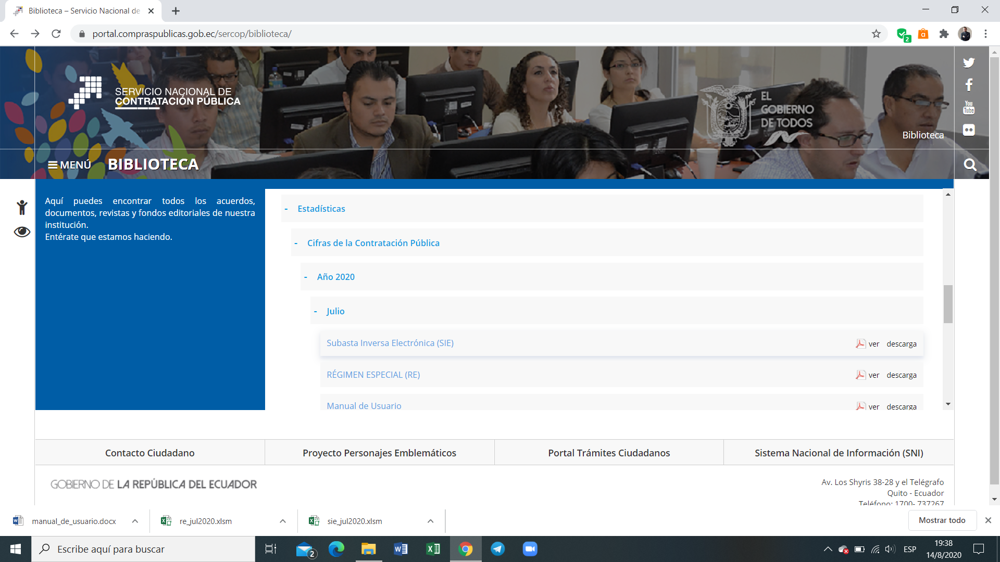 Biblioteca – Servicio Nacional de
portal.compraspublicas.gob.ec/sercop/biblioteca/
2
SERVICIO NACIONAL DE
CONTRATACIÓN PÚBLICA
EL
GOBIERNO
DE TODOS
You
Tube
Biblioteca
MENÚ
BIBLIOTECA
Aquí puedes encontrar todos los acuerdos,
documentos, revistas y fondos editoriales de nuestra
institución.
Entérate que estamos haciendo.
- Estadísticas
- Cifras de la Contratación Pública
- Año 2020
- Julio
Subasta Inversa Electrónica (SIE) ver descarga
RÉGIMEN ESPECIAL (RE) ver descarga
Manual de Usuario ver descarga
Contacto Ciudadano
Proyecto Personajes Emblemáticos
Portal Trámites Ciudadanos
Sistema Nacional de Información (SNI)
GOBIERNO DE LA REPÚBLICA DEL ECUADOR
Av. Los Shyris 38-28 y el Telégrafo
Quito - Ecuador
Teléfono: 1700- 737267
manual_de_usuario.docx
re_jul2020.xlsm
sie_jul2020.xlsm
Mostrar todo
Escribe aquí para buscar
2
ESP
19:38
14/8/2020